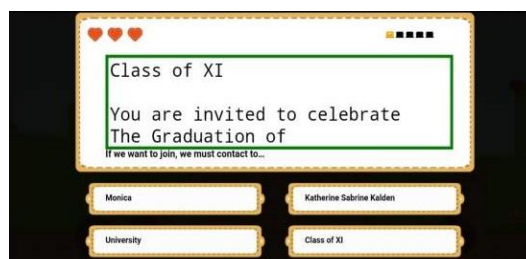 Class of XI
You are invited to celebrate
The Graduation of
If we want to join, we must contact to...
Monica
Katherine Sabrine Kalden
University
Class of XI